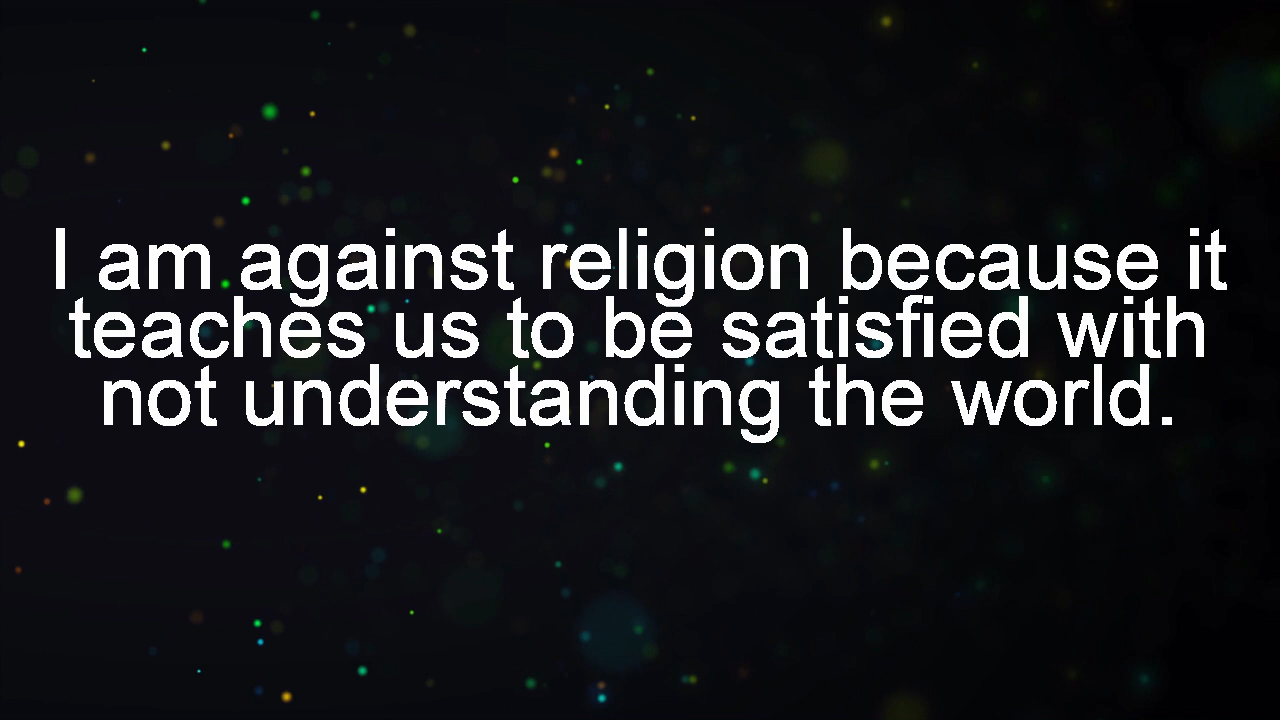 I am against religion because it
teaches us to be satisfied with
not understanding the world.